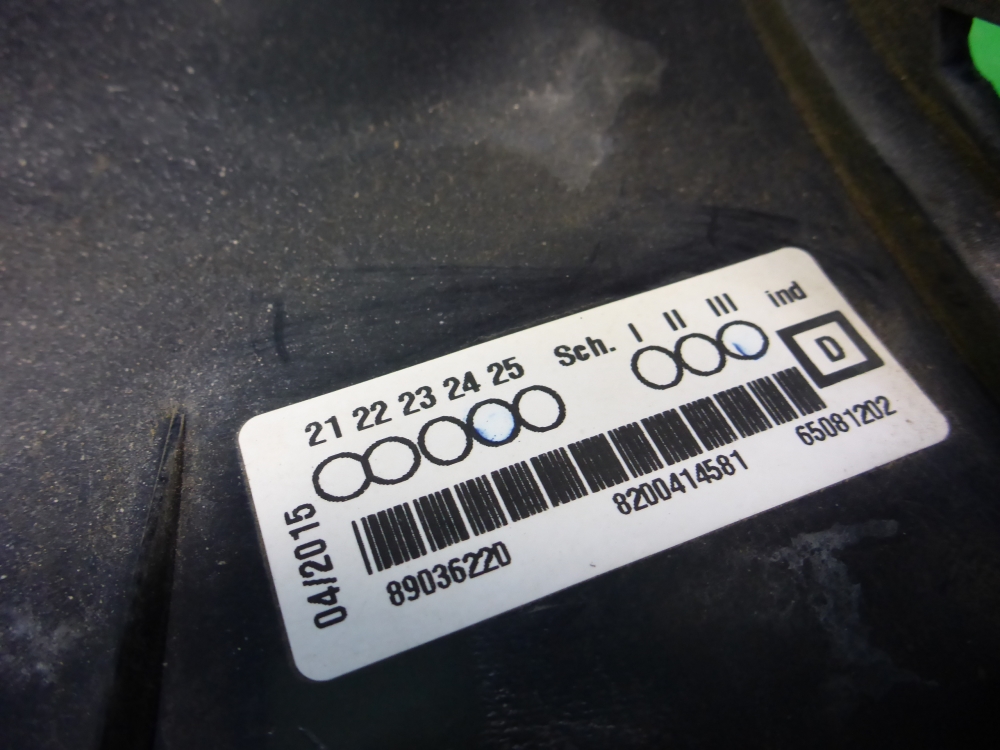 21 22 23 24 25 Sch. I II III ind
D
04/2015
89036220 8200414581 65081202